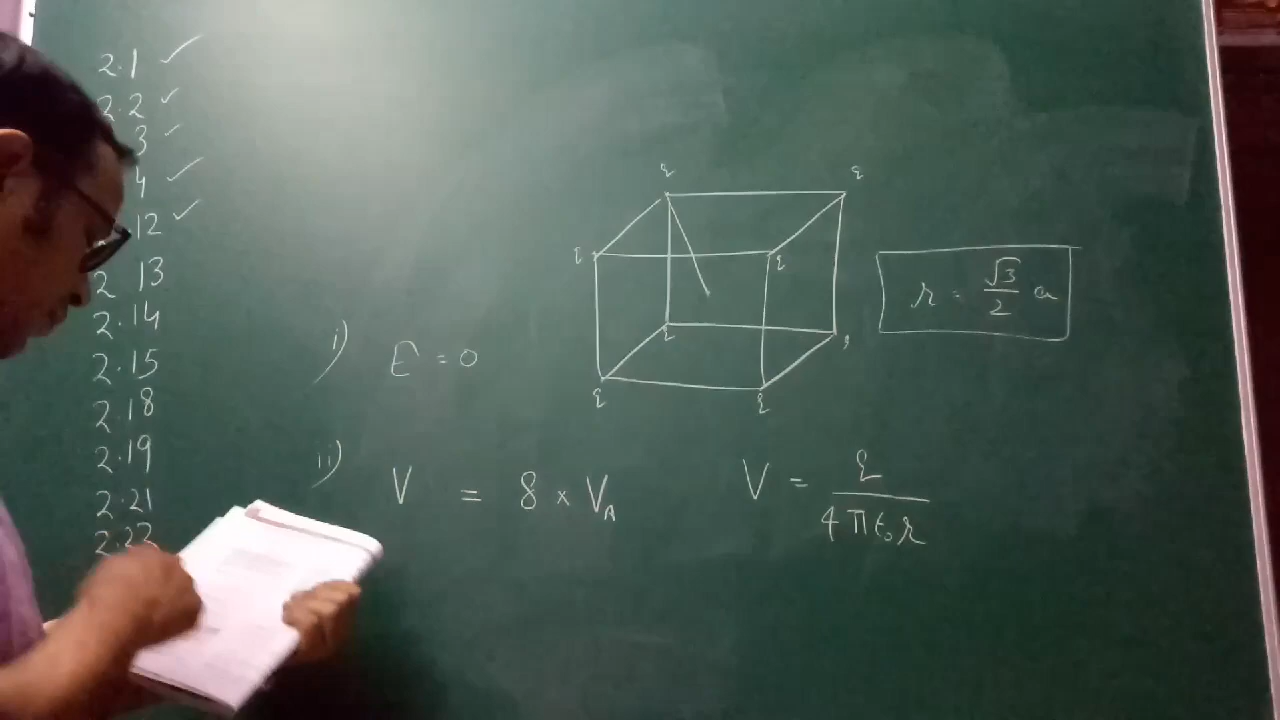 2.1 ✓
2.2 ✓
3 ✓
4 ✓
12 ✓
2 13
2.14
2.15
2.18
2.19
2.21
2.22
q q
q q
r = √3/2 a
q
i) E = 0
q q
ii) V = 8 × V_A
V = q/4πε₀r